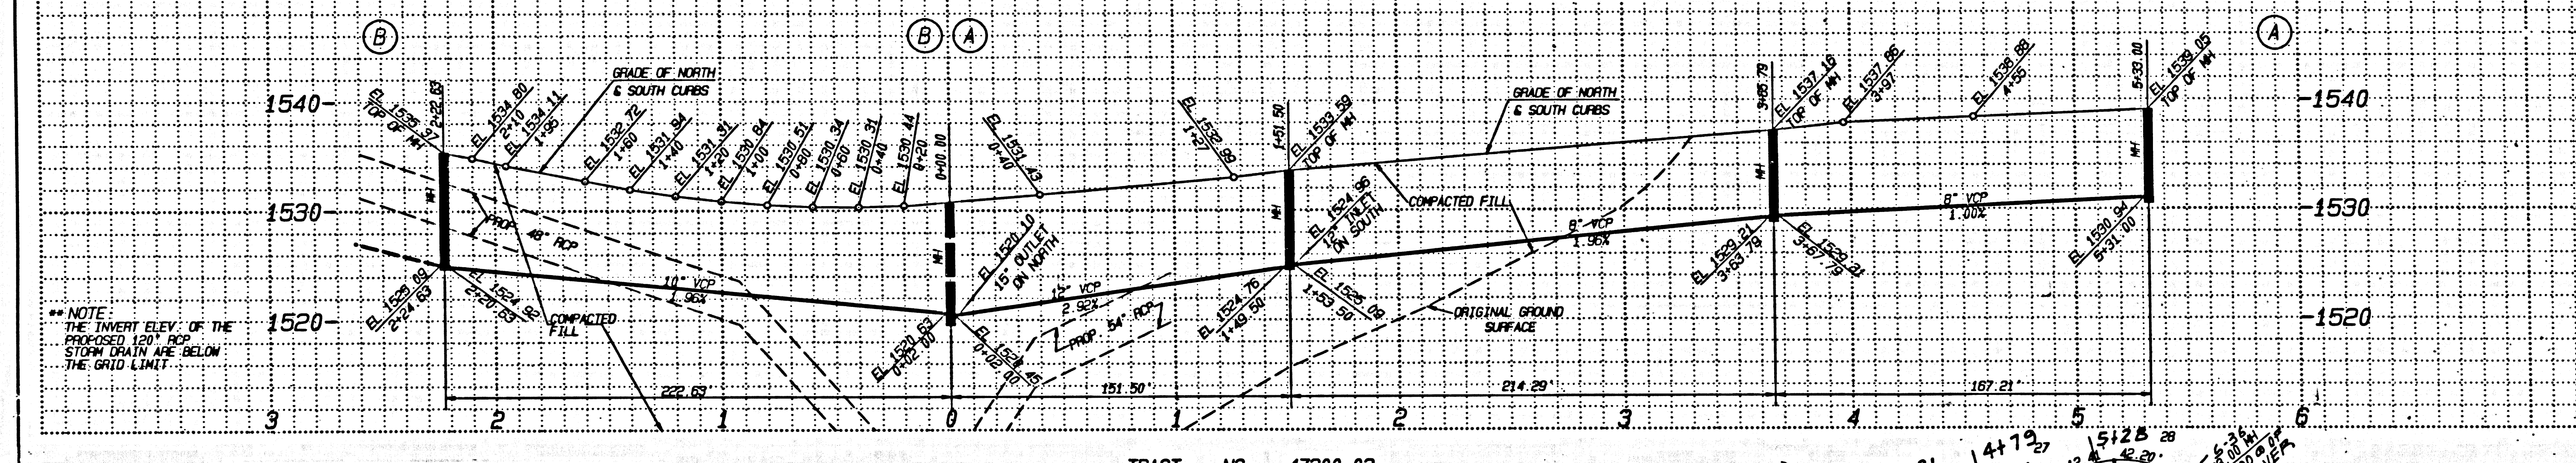 B
B
A
A
1540
1530
1520
EL 1535.37
TOP OF MH
2+22.63
EL 1534.80
2+10
EL 1534.11
1+95
GRADE OF NORTH
& SOUTH CURBS
EL 1532.72
1+60
EL 1531.94
1+40
EL 1531.31
1+20
EL 1530.84
1+00
EL 1530.51
0+80
EL 1530.34
0+60
EL 1530.31
0+40
EL 1530.44
0+20
0+00.00
EL 1531.43
0+40
EL 1532.99
1+27
1+51.50
EL 1533.59
TOP OF MH
GRADE OF NORTH
& SOUTH CURBS
3+65.79
EL 1537.16
TOP OF MH
EL 1537.86
3+97
EL 1538.88
4+55
5+33.00
EL 1539.05
TOP OF MH
1540
1530
1520
MH
PROP. 48" RCP
MH
EL 1520.10
15" OUTLET
ON NORTH
MH
EL 1524.96
12" INLET
ON SOUTH
COMPACTED FILL
MH
8" VCP
1.96%
8" VCP
1.00%
MH
10" VCP
1.96%
12" VCP
2.92%
PROP 54" RCP
EL 1525.09
2+24.63
EL 1524.92
2+20.63
COMPACTED
FILL
EL 1520.63
0+02.00
0+02.00
EL 1524.76
1+49.50
EL 1525.08
1+53.50
ORIGINAL GROUND
SURFACE
EL 1529.21
3+63.79
EL 1529.31
3+67.79
EL 1530.94
5+31.00
** NOTE
THE INVERT ELEV. OF THE
PROPOSED 120" RCP
STORM DRAIN ARE BELOW
THE GRID LIMIT
222.63
151.50'
214.29'
167.21'
3
2
1
0
1
2
3
4
5
6
4+79
27
5+28
28
42.20